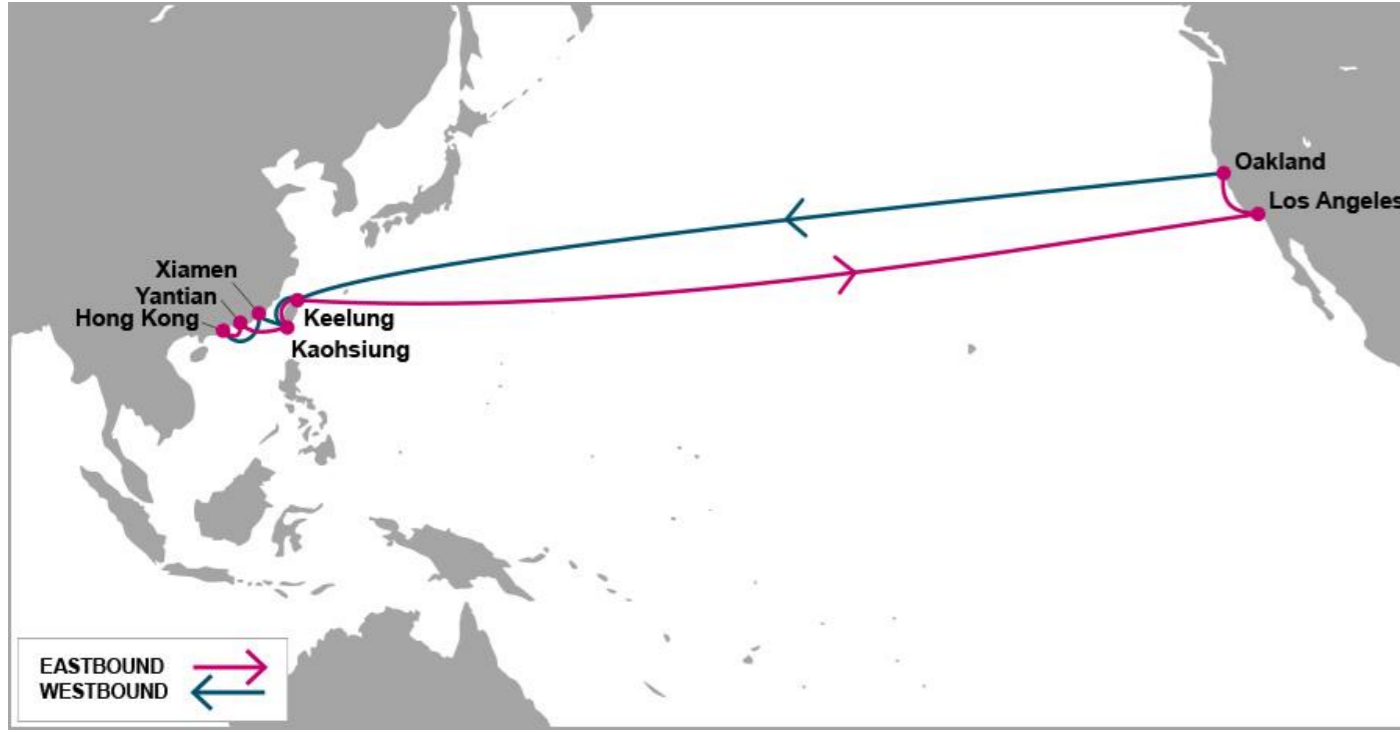 Oakland
Los Angeles
Xiamen
Yantian
Hong Kong
Keelung
Kaohsiung
EASTBOUND
WESTBOUND